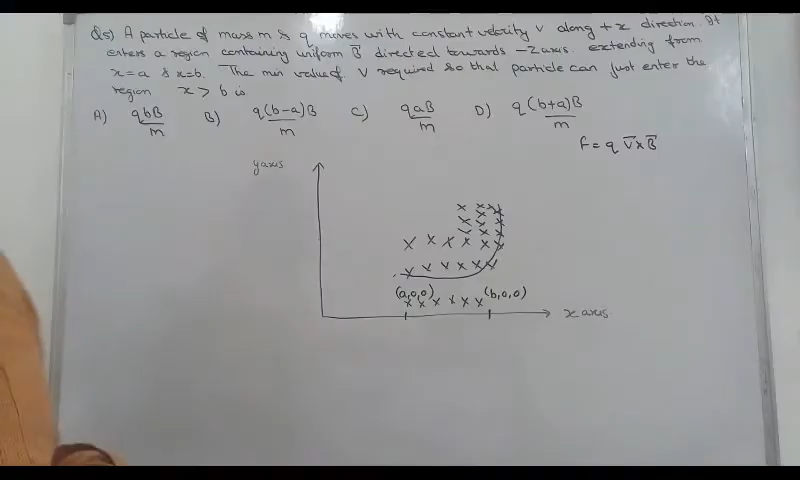 Q5) A particle of mass m & q moves with constant velocity v along +x direction. It
enters a region containing uniform B directed towards -Z axis. extending from
x=a & x=b. The min value of V required so that particle can just enter the
region x > b is
A) qbB/m B) q(b-a)B/m C) qaB/m D) q(b+a)B/m
F = q V x B
y axis
(a,0,0) (b,0,0)
x axis